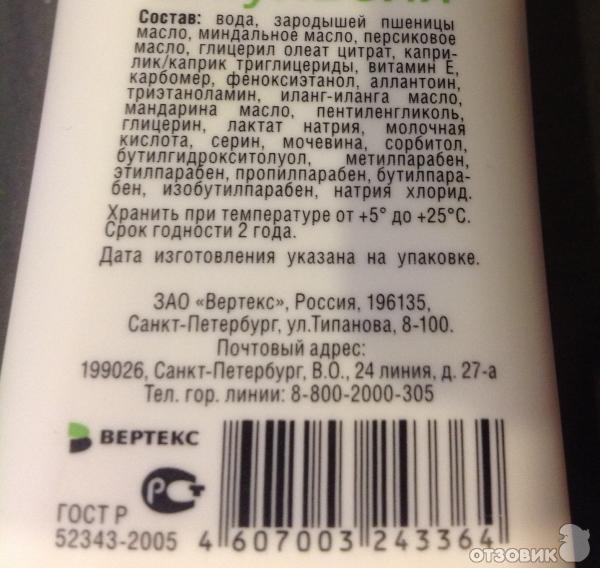 Состав: вода, зародышей пшеницы
масло, миндальное масло, персиковое
масло, глицерил олеат цитрат, капри-
лик/каприк триглицериды, витамин Е,
карбомер, феноксиэтанол, аллантоин,
триэтаноламин, иланг-иланга масло,
мандарина масло, пентиленгликоль,
глицерин, лактат натрия, молочная
кислота, серин, мочевина, сорбитол,
бутилгидрокситолуол, метилпарабен,
этилпарабен, пропилпарабен, бутилпара-
бен, изобутилпарабен, натрия хлорид.
Хранить при температуре от +5° до +25°С.
Срок годности 2 года.
Дата изготовления указана на упаковке.
ЗАО «Вертекс», Россия, 196135,
Санкт-Петербург, ул.Типанова, 8-100.
Почтовый адрес:
199026, Санкт-Петербург, В.О., 24 линия, д. 27-а
Тел. гор. линии: 8-800-2000-305
ВЕРТЕКС
РСТ
ГОСТ Р
52343-2005
4 607003 243364
ОТЗОВИК